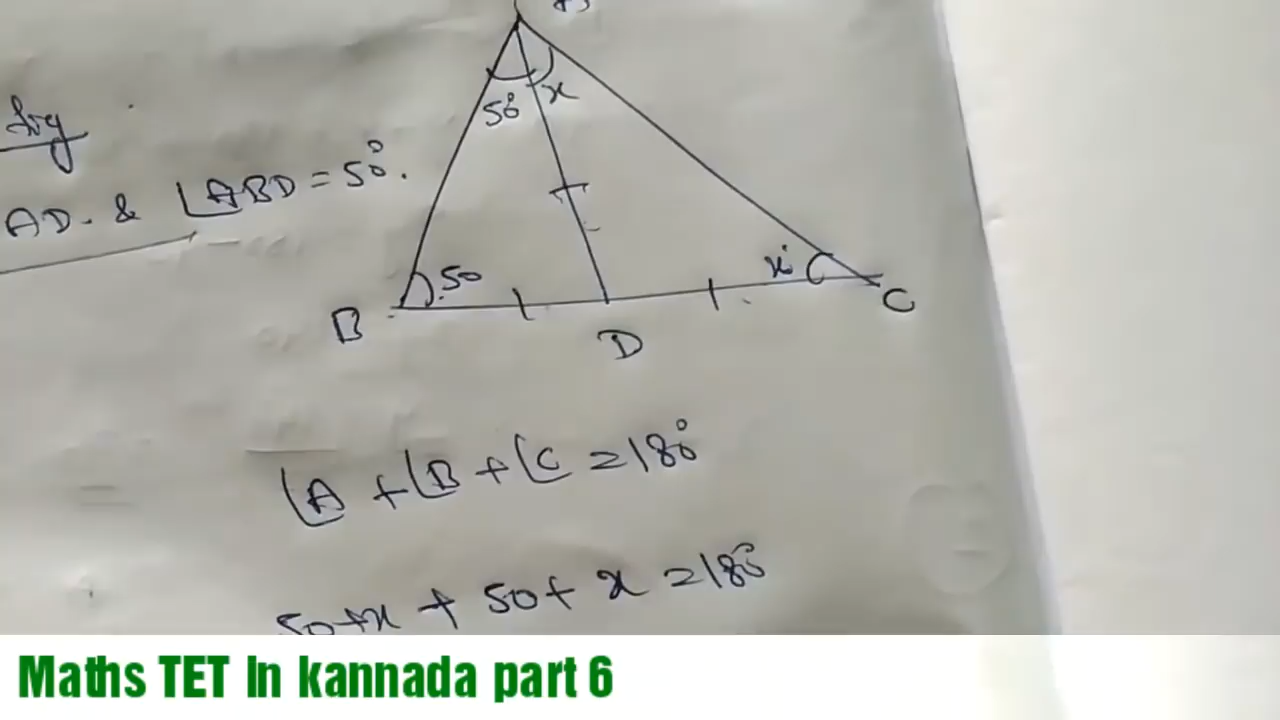 A
fig
AD. & ∠ABD = 50°.
50° x
50
x°
B
D
C
∠A + ∠B + ∠C = 180°
50+x + 50 + x = 180°
Maths TET In kannada part 6